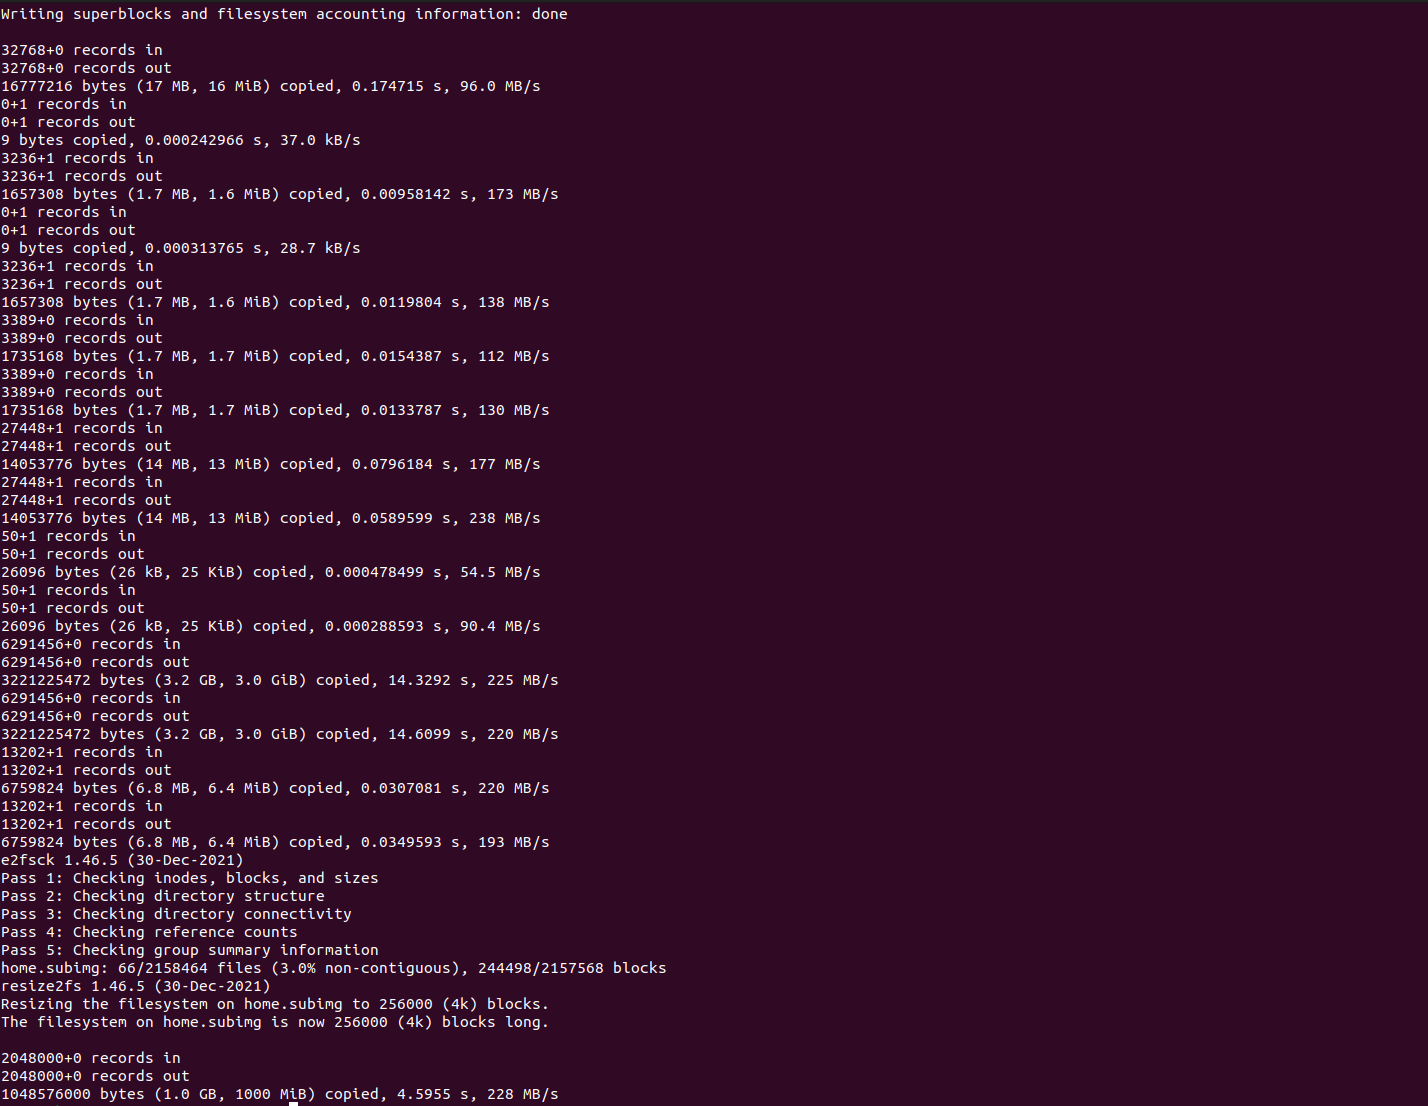 Writing superblocks and filesystem accounting information: done
32768+0 records in
32768+0 records out
16777216 bytes (17 MB, 16 MiB) copied, 0.174715 s, 96.0 MB/s
0+1 records in
0+1 records out
9 bytes copied, 0.000242966 s, 37.0 kB/s
3236+1 records in
3236+1 records out
1657308 bytes (1.7 MB, 1.6 MiB) copied, 0.00958142 s, 173 MB/s
0+1 records in
0+1 records out
9 bytes copied, 0.000313765 s, 28.7 kB/s
3236+1 records in
3236+1 records out
1657308 bytes (1.7 MB, 1.6 MiB) copied, 0.0119804 s, 138 MB/s
3389+0 records in
3389+0 records out
1735168 bytes (1.7 MB, 1.7 MiB) copied, 0.0154387 s, 112 MB/s
3389+0 records in
3389+0 records out
1735168 bytes (1.7 MB, 1.7 MiB) copied, 0.0133787 s, 130 MB/s
27448+1 records in
27448+1 records out
14053776 bytes (14 MB, 13 MiB) copied, 0.0796184 s, 177 MB/s
27448+1 records in
27448+1 records out
14053776 bytes (14 MB, 13 MiB) copied, 0.0589599 s, 238 MB/s
50+1 records in
50+1 records out
26096 bytes (26 kB, 25 KiB) copied, 0.000478499 s, 54.5 MB/s
50+1 records in
50+1 records out
26096 bytes (26 kB, 25 KiB) copied, 0.000288593 s, 90.4 MB/s
6291456+0 records in
6291456+0 records out
3221225472 bytes (3.2 GB, 3.0 GiB) copied, 14.3292 s, 225 MB/s
6291456+0 records in
6291456+0 records out
3221225472 bytes (3.2 GB, 3.0 GiB) copied, 14.6099 s, 220 MB/s
13202+1 records in
13202+1 records out
6759824 bytes (6.8 MB, 6.4 MiB) copied, 0.0307081 s, 220 MB/s
13202+1 records in
13202+1 records out
6759824 bytes (6.8 MB, 6.4 MiB) copied, 0.0349593 s, 193 MB/s
e2fsck 1.46.5 (30-Dec-2021)
Pass 1: Checking inodes, blocks, and sizes
Pass 2: Checking directory structure
Pass 3: Checking directory connectivity
Pass 4: Checking reference counts
Pass 5: Checking group summary information
home.subimg: 66/2158464 files (3.0% non-contiguous), 244498/2157568 blocks
resize2fs 1.46.5 (30-Dec-2021)
Resizing the filesystem on home.subimg to 256000 (4k) blocks.
The filesystem on home.subimg is now 256000 (4k) blocks long.
2048000+0 records in
2048000+0 records out
1048576000 bytes (1.0 GB, 1000 MiB) copied, 4.5955 s, 228 MB/s